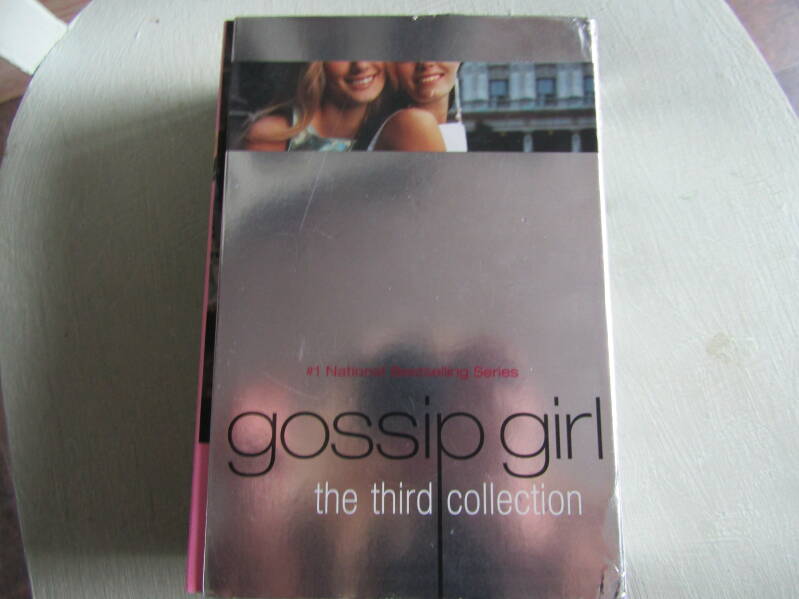 #1 National Bestselling Series
gossip girl
the third collection